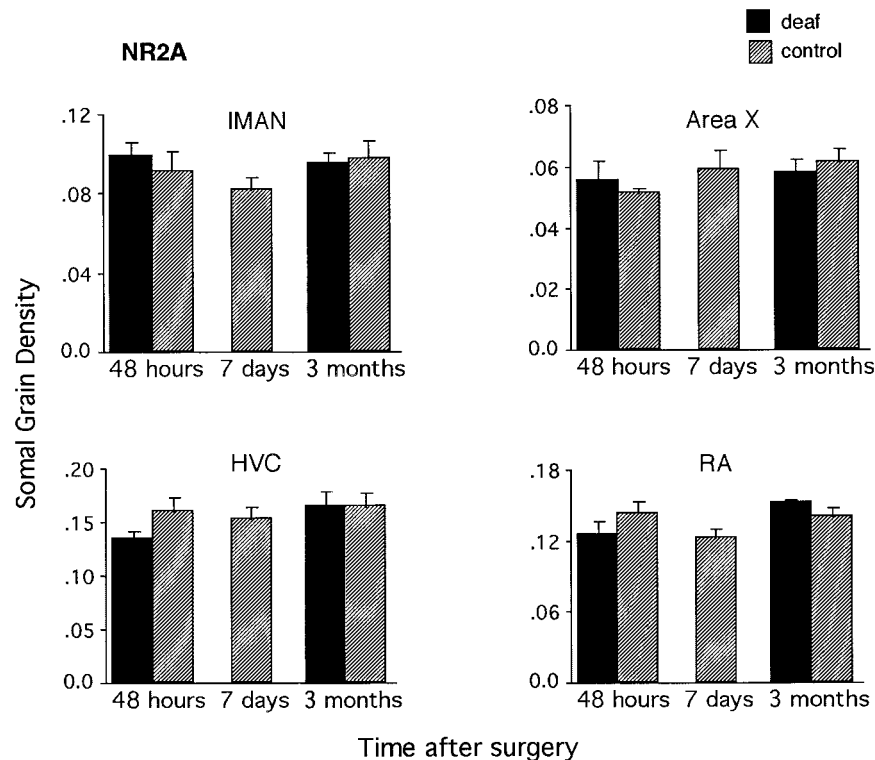 deaf
control
NR2A
lMAN
.12
.08
.04
0.0
48 hours 7 days 3 months
Area X
.08
.06
.04
.02
0.0
48 hours 7 days 3 months
Somal Grain Density
HVC
.20
.15
.10
.05
0.0
48 hours 7 days 3 months
RA
.18
.12
.06
0.0
48 hours 7 days 3 months
Time after surgery